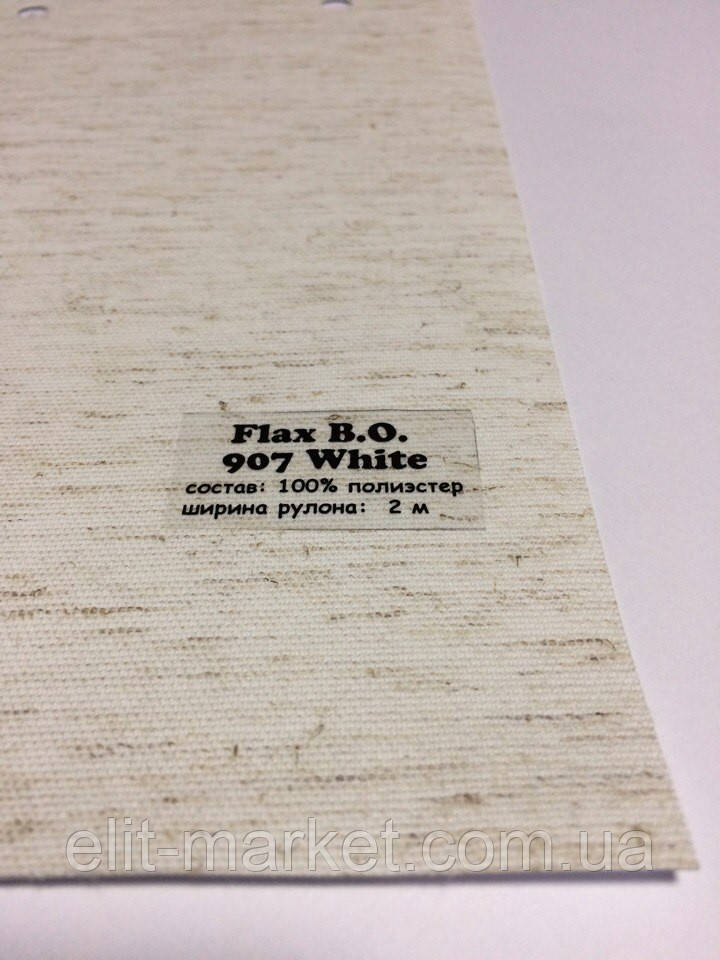 Flax B.O.
907 White
состав: 100% полиэстер
ширина рулона: 2 м
elit-market.com.ua